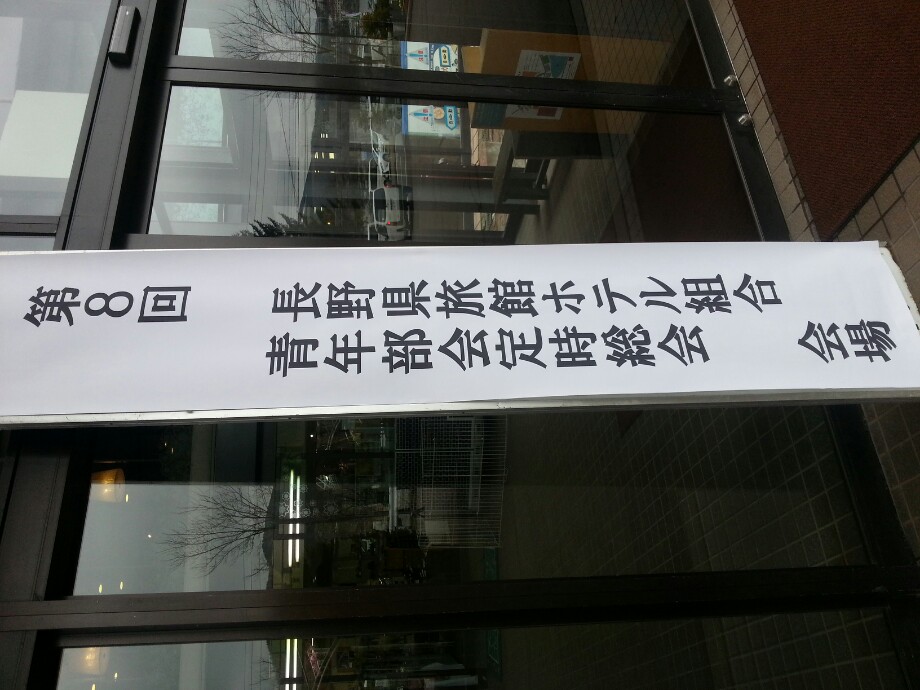 第8回
長野県旅館ホテル組合
青年部会定時総会
会場